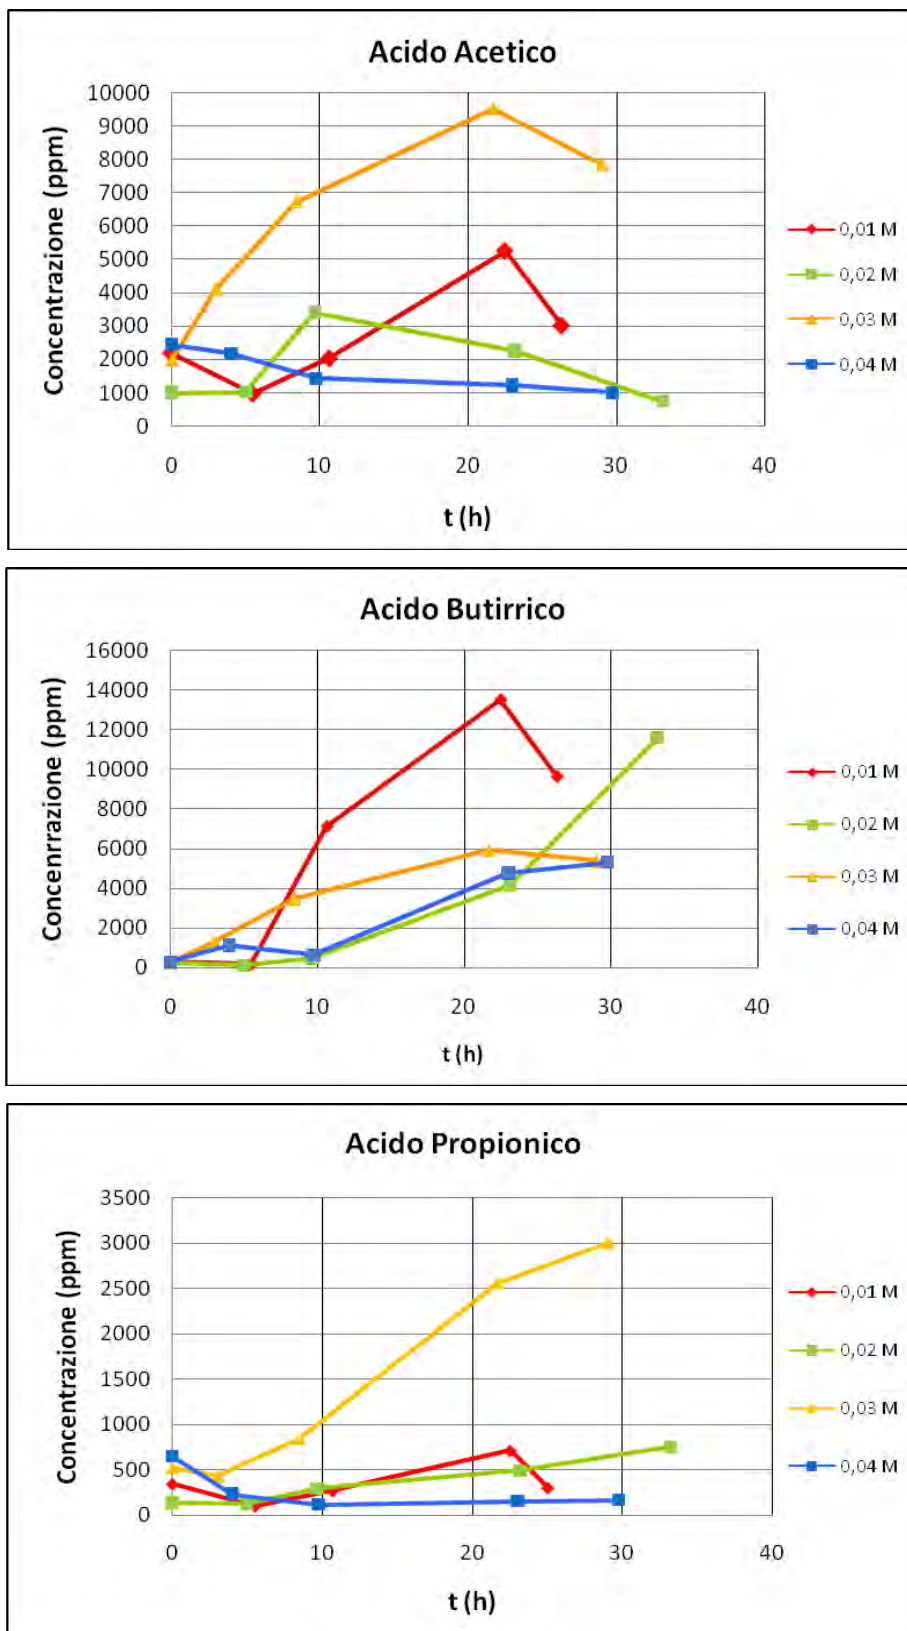 Acido Acetico
Concentrazione (ppm)
10000
9000
8000
7000
6000
5000
4000
3000
2000
1000
0
0 10 20 30 40
t (h)
0,01 M
0,02 M
0,03 M
0,04 M
Acido Butirrico
Concenrrazione (ppm)
16000
14000
12000
10000
8000
6000
4000
2000
0
0 10 20 30 40
t (h)
0,01 M
0,02 M
0,03 M
0,04 M
Acido Propionico
Concentrazione (ppm)
3500
3000
2500
2000
1500
1000
500
0
0 10 20 30 40
t (h)
0,01 M
0,02 M
0,03 M
0,04 M